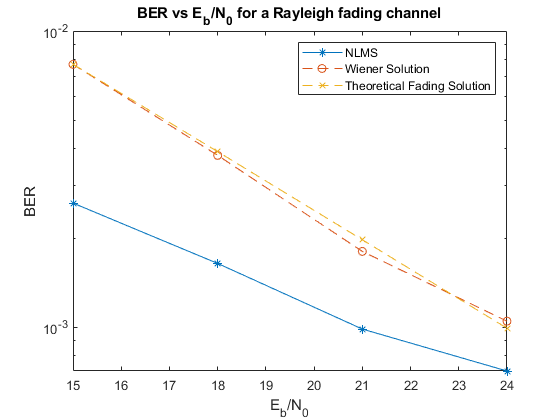 BER vs E_b/N_0 for a Rayleigh fading channel
NLMS
Wiener Solution
Theoretical Fading Solution
10^-2
10^-3
BER
15 16 17 18 19 20 21 22 23 24
E_b/N_0